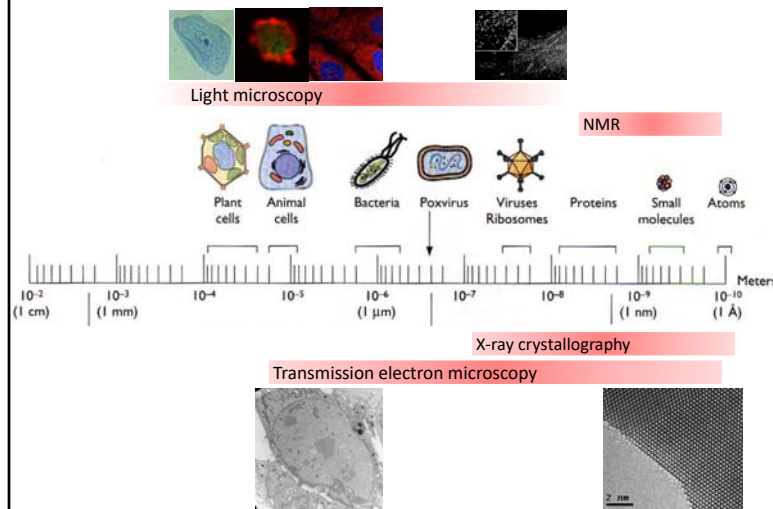 Light microscopy
NMR
Plant cells
Animal cells
Bacteria
Poxvirus
Viruses Ribosomes
Proteins
Small molecules
Atoms
Meters
10⁻² (1 cm)
10⁻³ (1 mm)
10⁻⁴
10⁻⁵
10⁻⁶ (1 μm)
10⁻⁷
10⁻⁸
10⁻⁹ (1 nm)
10⁻¹⁰ (1 Å)
X-ray crystallography
Transmission electron microscopy
2 nm